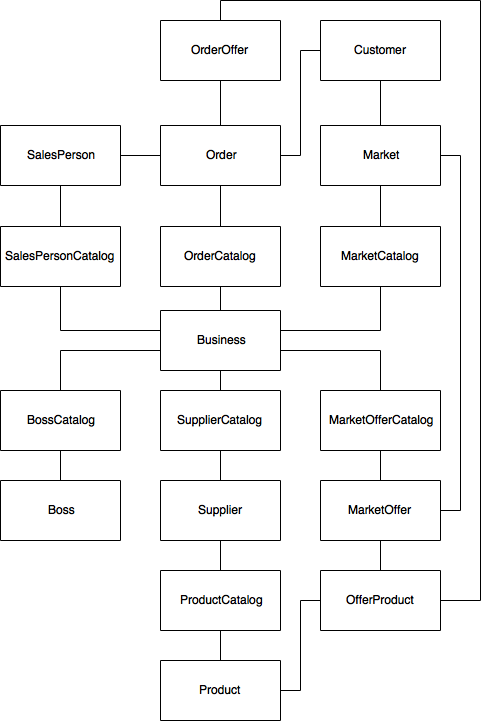 OrderOffer
Customer
SalesPerson
Order
Market
SalesPersonCatalog
OrderCatalog
MarketCatalog
Business
BossCatalog
SupplierCatalog
MarketOfferCatalog
Boss
Supplier
MarketOffer
ProductCatalog
OfferProduct
Product